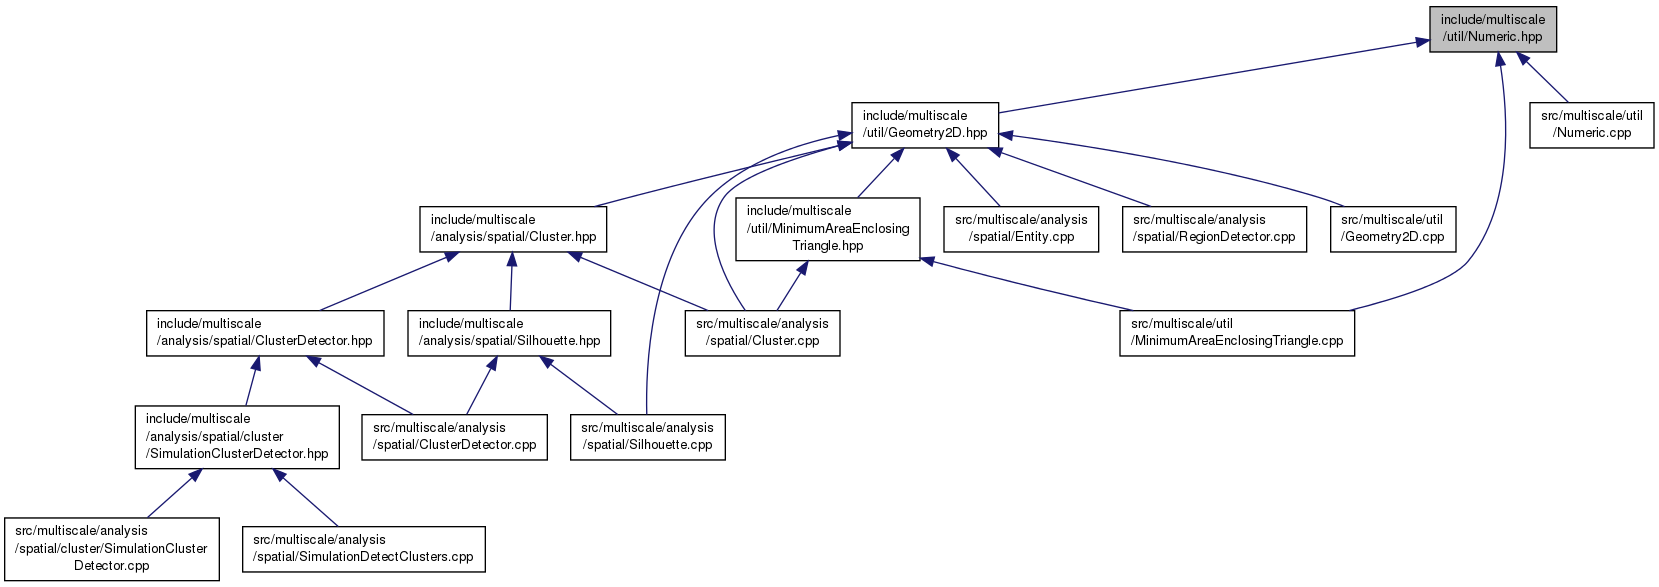 include/multiscale
/util/Numeric.hpp
include/multiscale
/util/Geometry2D.hpp
src/multiscale/util
/Numeric.cpp
include/multiscale
/analysis/spatial/Cluster.hpp
include/multiscale
/util/MinimumAreaEnclosing
Triangle.hpp
src/multiscale/analysis
/spatial/Entity.cpp
src/multiscale/analysis
/spatial/RegionDetector.cpp
src/multiscale/util
/Geometry2D.cpp
include/multiscale
/analysis/spatial/ClusterDetector.hpp
include/multiscale
/analysis/spatial/Silhouette.hpp
src/multiscale/analysis
/spatial/Cluster.cpp
src/multiscale/util
/MinimumAreaEnclosingTriangle.cpp
include/multiscale
/analysis/spatial/cluster
/SimulationClusterDetector.hpp
src/multiscale/analysis
/spatial/ClusterDetector.cpp
src/multiscale/analysis
/spatial/Silhouette.cpp
src/multiscale/analysis
/spatial/cluster/SimulationCluster
Detector.cpp
src/multiscale/analysis
/spatial/SimulationDetectClusters.cpp